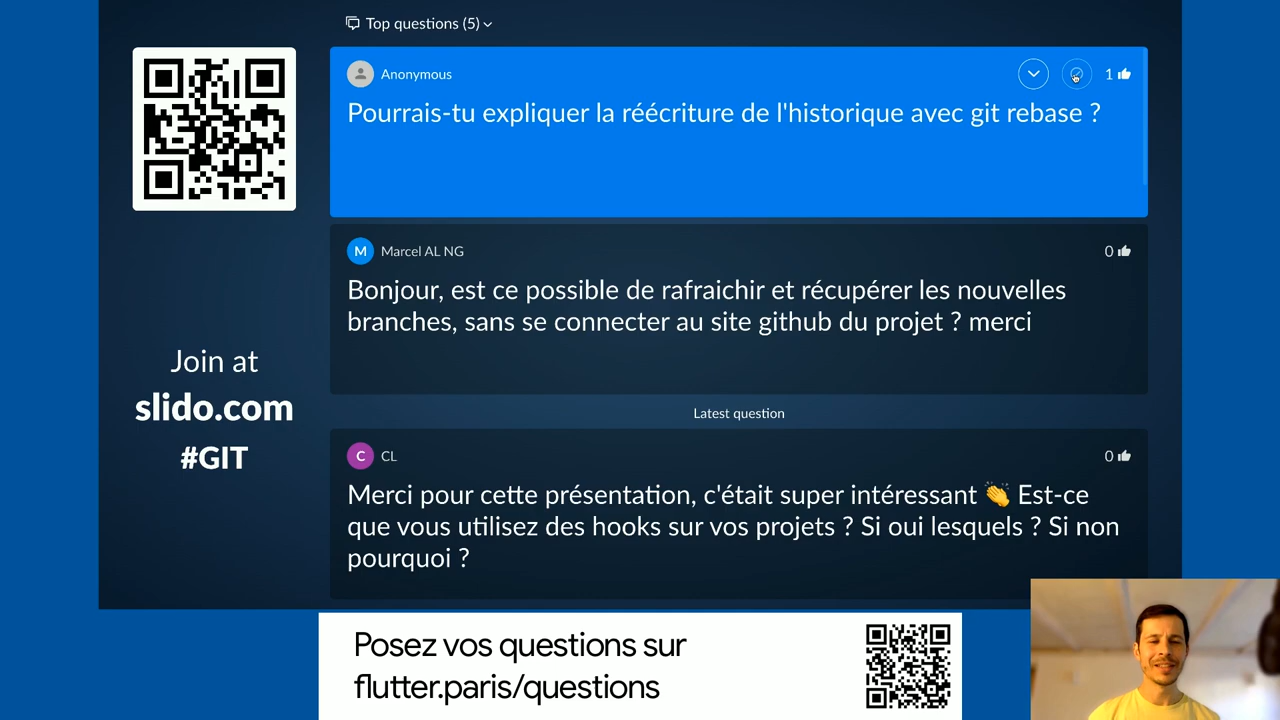 Top questions (5)
Anonymous
1
Pourrais-tu expliquer la réécriture de l'historique avec git rebase ?
M
Marcel AL NG
0
Bonjour, est ce possible de rafraichir et récupérer les nouvelles
branches, sans se connecter au site github du projet ? merci
Join at
slido.com
#GIT
Latest question
C
CL
0
Merci pour cette présentation, c'était super intéressant 👏 Est-ce
que vous utilisez des hooks sur vos projets ? Si oui lesquels ? Si non
pourquoi ?
Posez vos questions sur
flutter.paris/questions